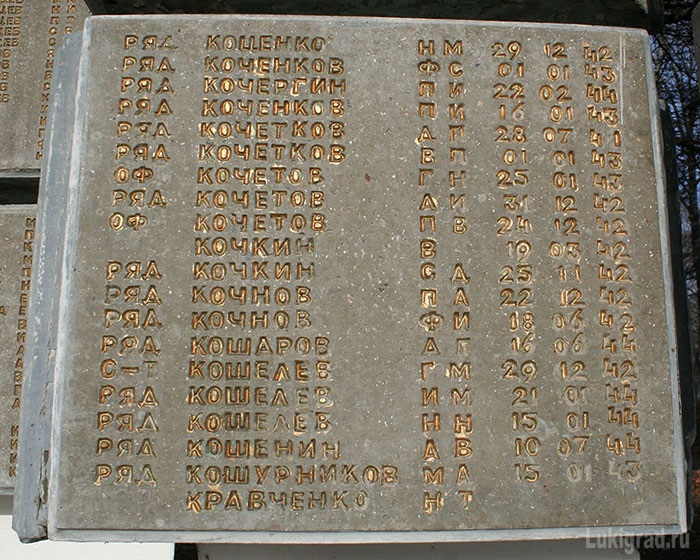 РЯД КОЦЕНКО Н М 29 12 42
РЯД КОЧЕНКОВ Ф С 01 01 43
РЯД КОЧЕРГИН П И 22 02 44
РЯД КОЧЕНКОВ П И 16 01 43
РЯД КОЧЕТКОВ Д П 28 07 41
РЯД КОЧЕТКОВ В П 01 01 43
ОФ КОЧЕТОВ Г Н 25 01 43
РЯД КОЧЕТОВ А И 31 12 42
ОФ КОЧЕТОВ П В 24 12 42
КОЧКИН В 19 03 42
РЯД КОЧКИН С Д 25 11 42
РЯД КОЧНОВ П А 22 12 42
РЯД КОЧНОВ Ф И 18 06 42
РЯД КОШАРОВ А Г 16 06 44
С-Т КОШЕЛЕВ Г М 29 12 42
РЯД КОШЕЛЕВ И М 21 01 44
РЯД КОШЕЛЕВ Н Н 15 01 44
РЯД КОШЕНИН А В 10 07 44
РЯД КОШУРНИКОВ М А 15 01 43
КРАВЧЕНКО Н Т
Lukigrad.ru